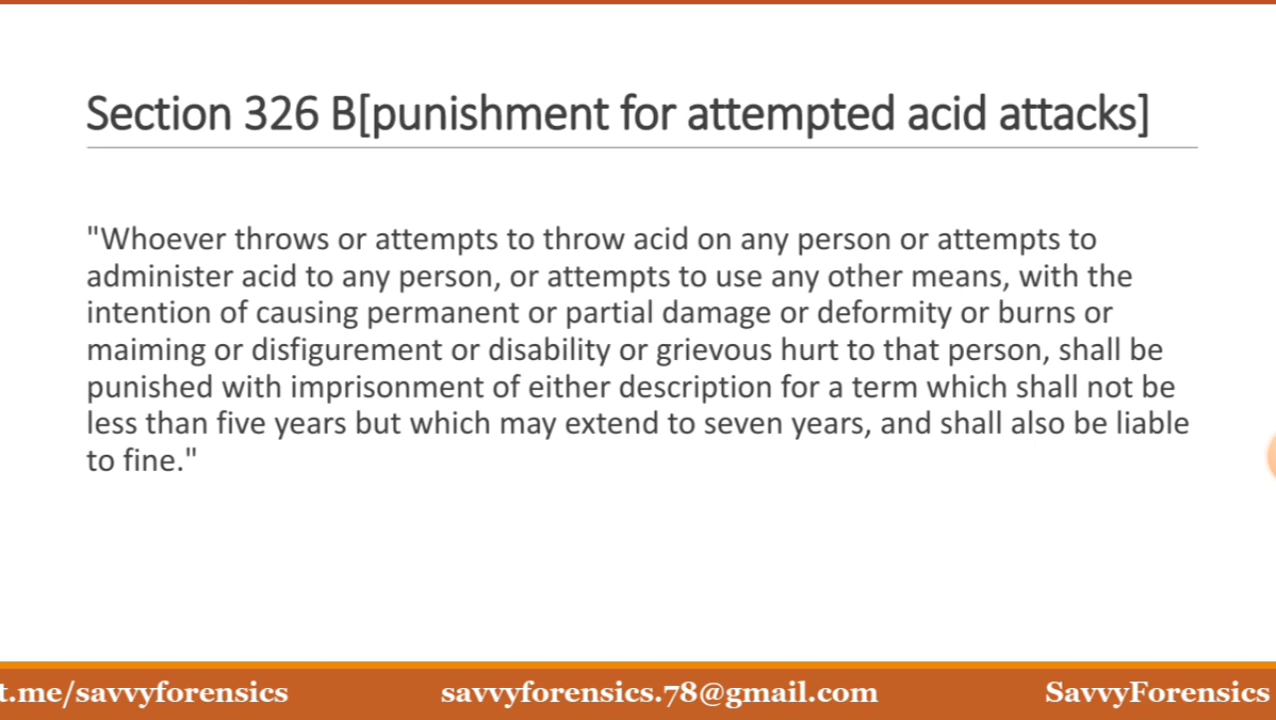 Section 326 B[punishment for attempted acid attacks]
"Whoever throws or attempts to throw acid on any person or attempts to
administer acid to any person, or attempts to use any other means, with the
intention of causing permanent or partial damage or deformity or burns or
maiming or disfigurement or disability or grievous hurt to that person, shall be
punished with imprisonment of either description for a term which shall not be
less than five years but which may extend to seven years, and shall also be liable
to fine."
t.me/savvyforensics savvyforensics.78@gmail.com SavvyForensics